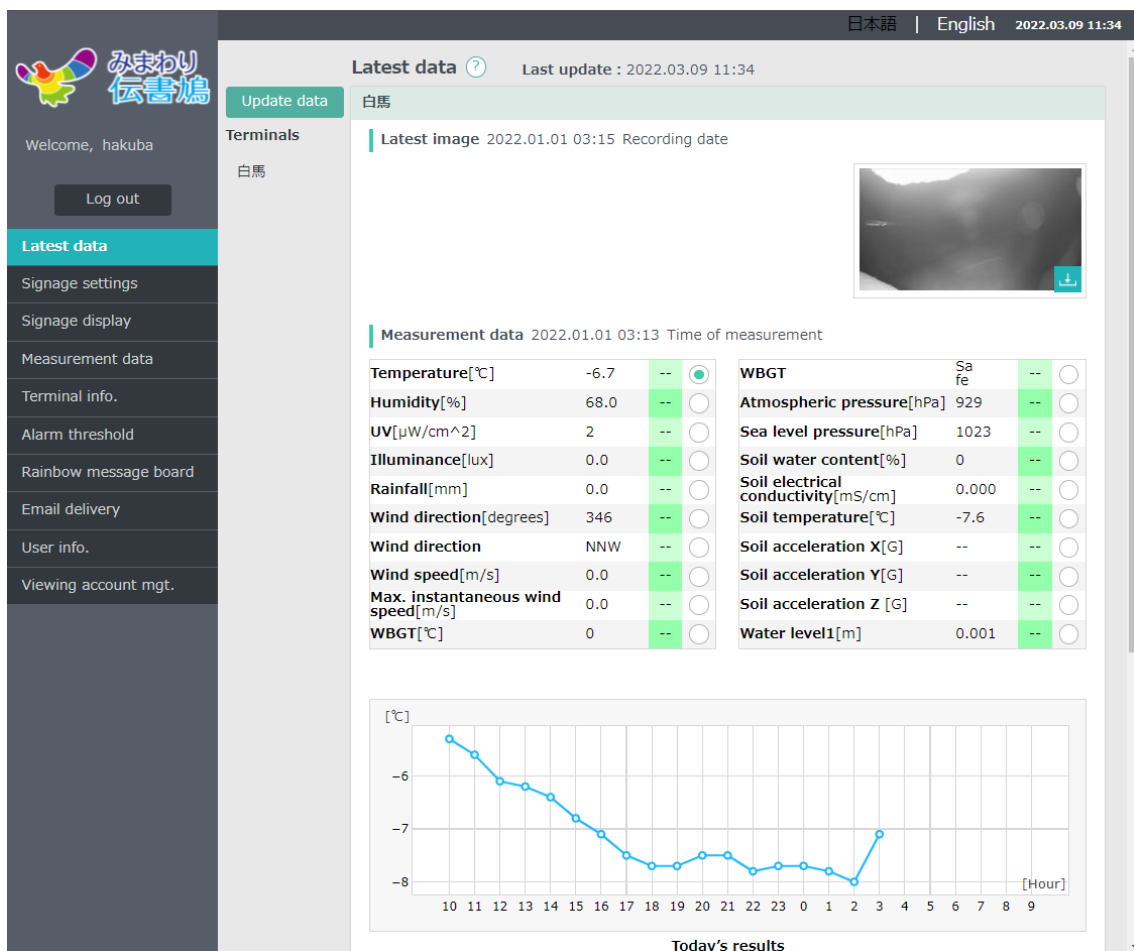 日本語 | English 2022.03.09 11:34
みまわり
伝書鳩
Welcome, hakuba
Log out
Latest data
Signage settings
Signage display
Measurement data
Terminal info.
Alarm threshold
Rainbow message board
Email delivery
User info.
Viewing account mgt.
Update data
Terminals
白馬
Latest data ? Last update : 2022.03.09 11:34
白馬
Latest image 2022.01.01 03:15 Recording date
Measurement data 2022.01.01 03:13 Time of measurement
Temperature[℃] -6.7 --
Humidity[%] 68.0 --
UV[μW/cm^2] 2 --
Illuminance[lux] 0.0 --
Rainfall[mm] 0.0 --
Wind direction[degrees] 346 --
Wind direction NNW --
Wind speed[m/s] 0.0 --
Max. instantaneous wind
speed[m/s] 0.0 --
WBGT[℃] 0 --
WBGT Sa
fe --
Atmospheric pressure[hPa] 929 --
Sea level pressure[hPa] 1023 --
Soil water content[%] 0 --
Soil electrical
conductivity[mS/cm] 0.000 --
Soil temperature[℃] -7.6 --
Soil acceleration X[G] -- --
Soil acceleration Y[G] -- --
Soil acceleration Z [G] -- --
Water level1[m] 0.001 --
[℃]
−6
−7
−8
[Hour]
10 11 12 13 14 15 16 17 18 19 20 21 22 23 0 1 2 3 4 5 6 7 8 9
Today's results